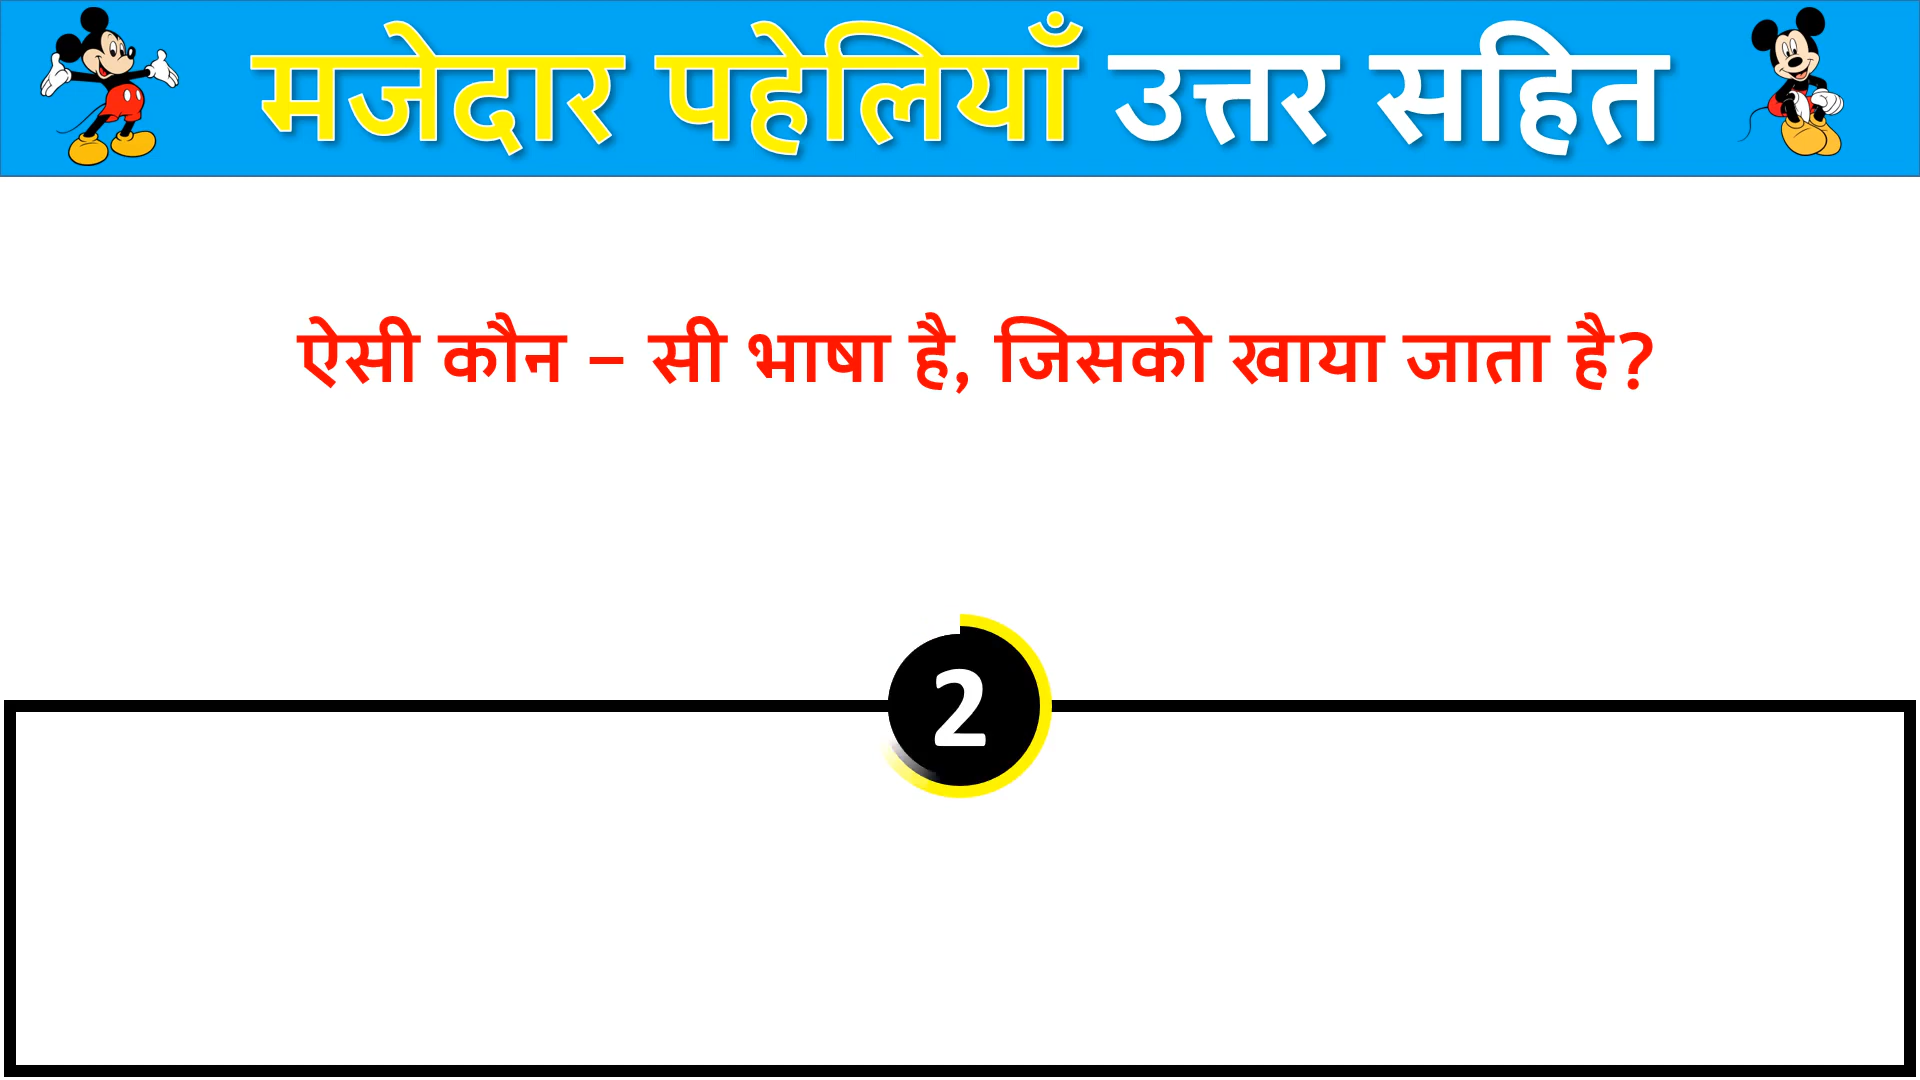 मजेदार पहेलियाँ उत्तर सहित
ऐसी कौन – सी भाषा है, जिसको खाया जाता है?
2